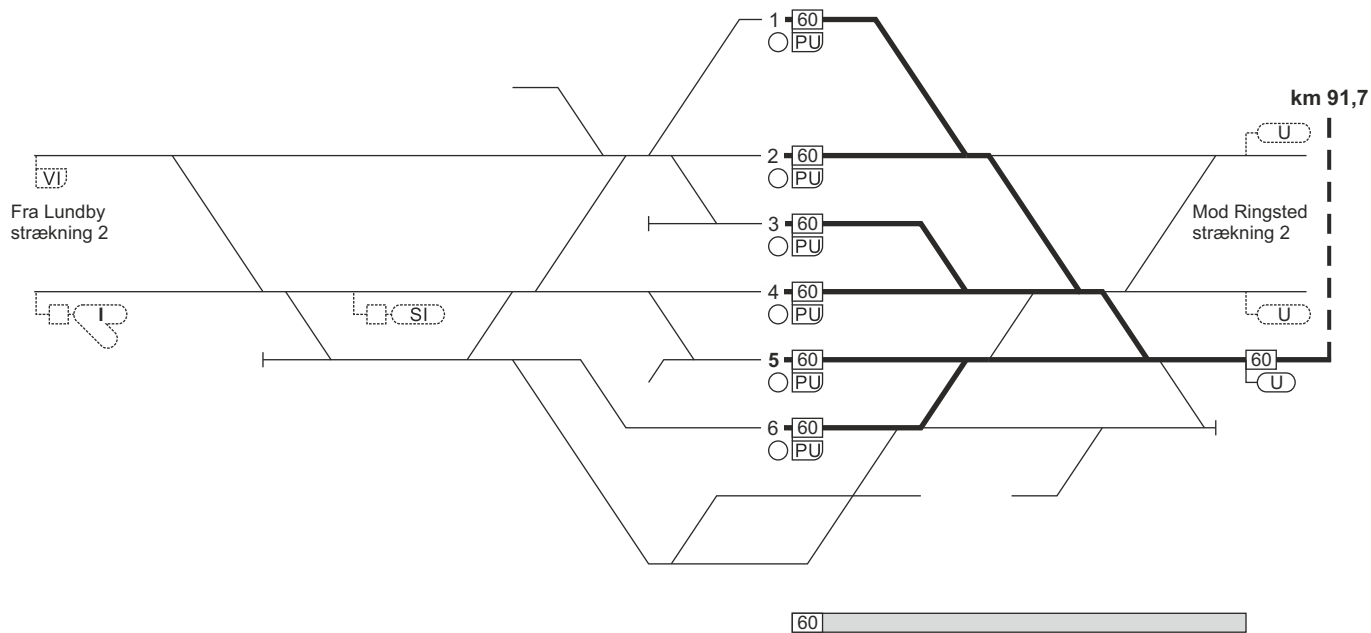 1 60
PU
km 91,7
U
2 60
VI
PU
Fra Lundby
strækning 2
3 60
Mod Ringsted
strækning 2
PU
4 60
I
SI
PU
U
5 60
60
PU
U
6 60
PU
60